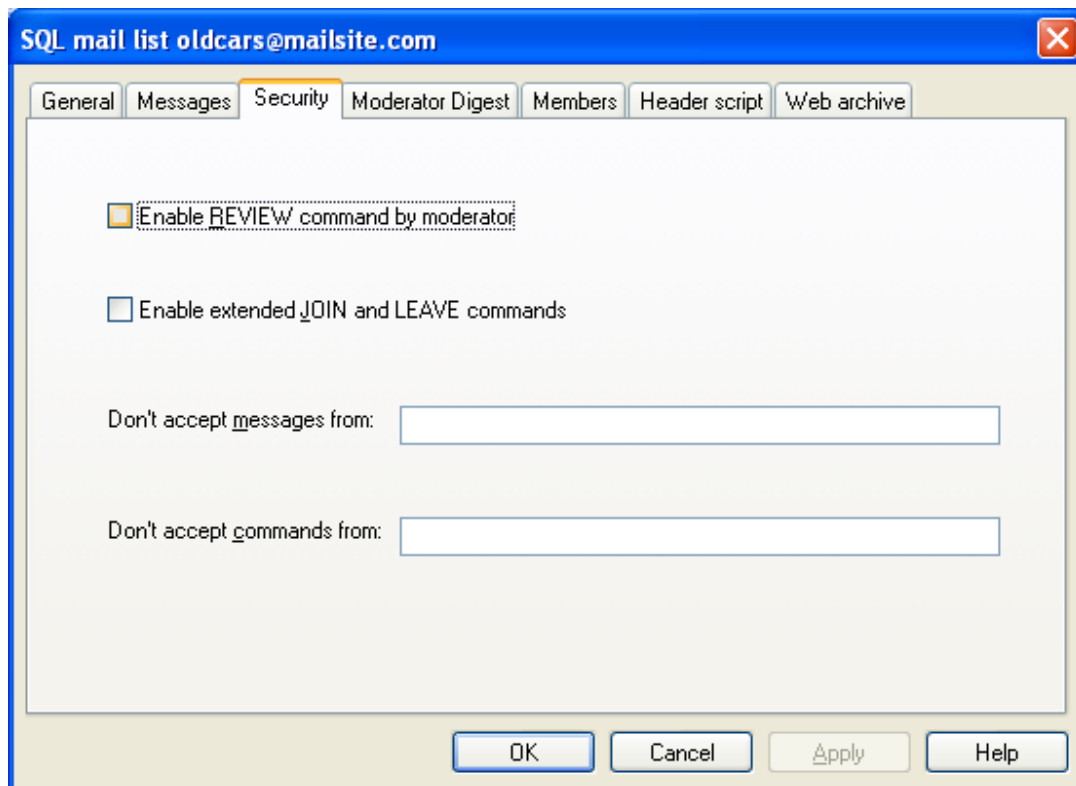 SQL mail list oldcars@mailsite.com
General Messages Security Moderator Digest Members Header script Web archive
Enable REVIEW command by moderator
Enable extended JOIN and LEAVE commands
Don't accept messages from:
Don't accept commands from:
OK Cancel Apply Help